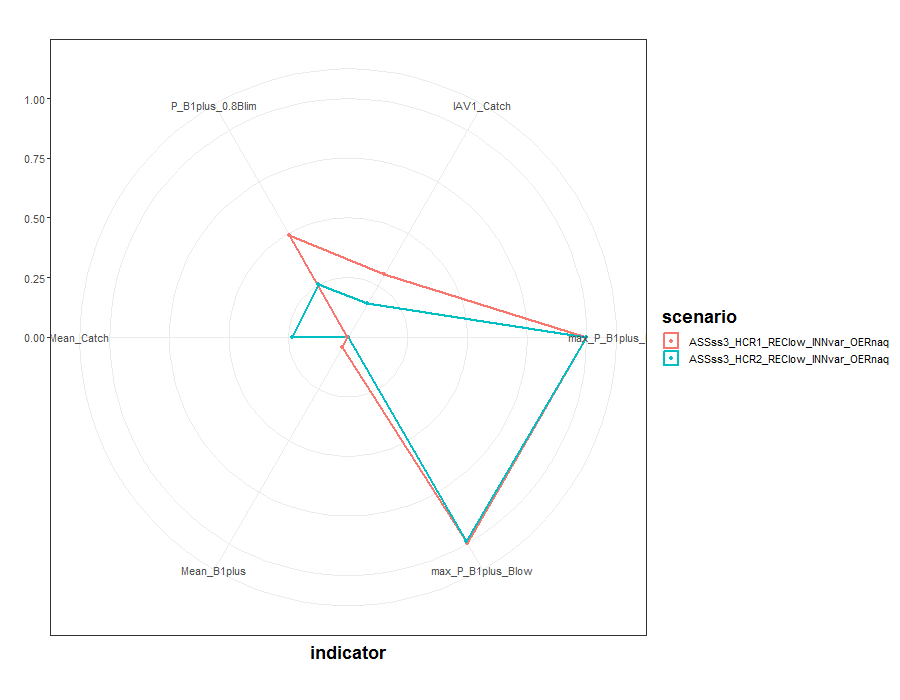 1.00
P_B1plus_0.8Blim
IAV1_Catch
0.75
0.50
0.25
0.00
Mean_Catch
max_P_B1plus_
scenario
ASSss3_HCR1_REClow_INNvar_OERnaq
ASSss3_HCR2_REClow_INNvar_OERnaq
Mean_B1plus
max_P_B1plus_Blow
indicator